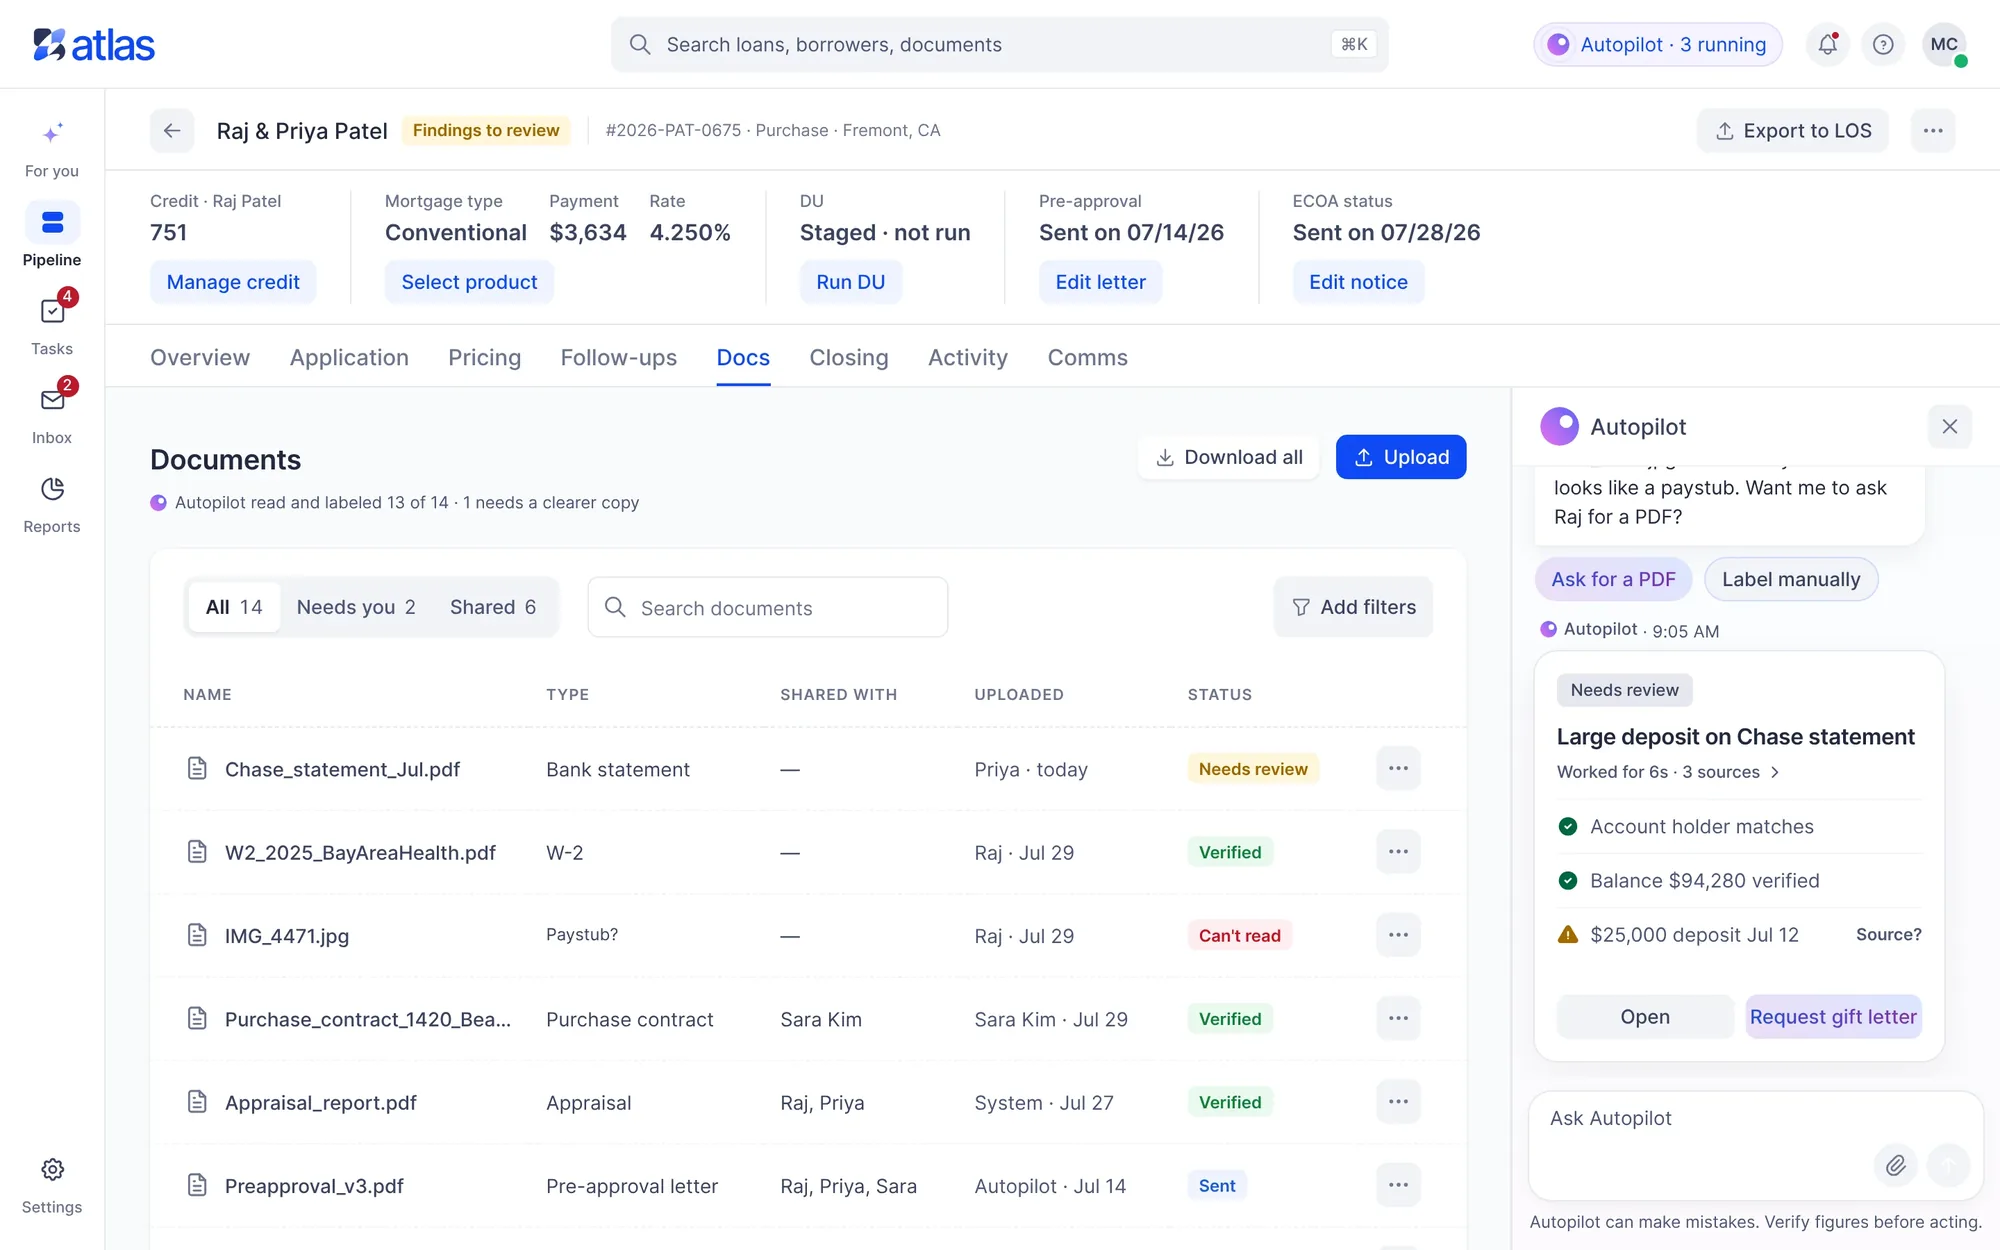 atlas
Search loans, borrowers, documents
⌘K
Autopilot · 3 running
MC
For you
Pipeline
4
Tasks
2
Inbox
Reports
Settings
Raj & Priya Patel
Findings to review
#2026-PAT-0675 · Purchase · Fremont, CA
Export to LOS
Credit · Raj Patel
751
Manage credit
Mortgage type
Conventional
Payment
$3,634
Rate
4.250%
Select product
DU
Staged · not run
Run DU
Pre-approval
Sent on 07/14/26
Edit letter
ECOA status
Sent on 07/28/26
Edit notice
Overview
Application
Pricing
Follow-ups
Docs
Closing
Activity
Comms
Documents
Autopilot read and labeled 13 of 14 · 1 needs a clearer copy
Download all
Upload
All 14
Needs you 2
Shared 6
Search documents
Add filters
NAME TYPE SHARED WITH UPLOADED STATUS
Chase_statement_Jul.pdf Bank statement — Priya · today Needs review
W2_2025_BayAreaHealth.pdf W-2 — Raj · Jul 29 Verified
IMG_4471.jpg Paystub? — Raj · Jul 29 Can't read
Purchase_contract_1420_Bea... Purchase contract Sara Kim Sara Kim · Jul 29 Verified
Appraisal_report.pdf Appraisal Raj, Priya System · Jul 27 Verified
Preapproval_v3.pdf Pre-approval letter Raj, Priya, Sara Autopilot · Jul 14 Sent
Autopilot
looks like a paystub. Want me to ask
Raj for a PDF?
Ask for a PDF
Label manually
Autopilot · 9:05 AM
Needs review
Large deposit on Chase statement
Worked for 6s · 3 sources
Account holder matches
Balance $94,280 verified
$25,000 deposit Jul 12 Source?
Open
Request gift letter
Ask Autopilot
Autopilot can make mistakes. Verify figures before acting.